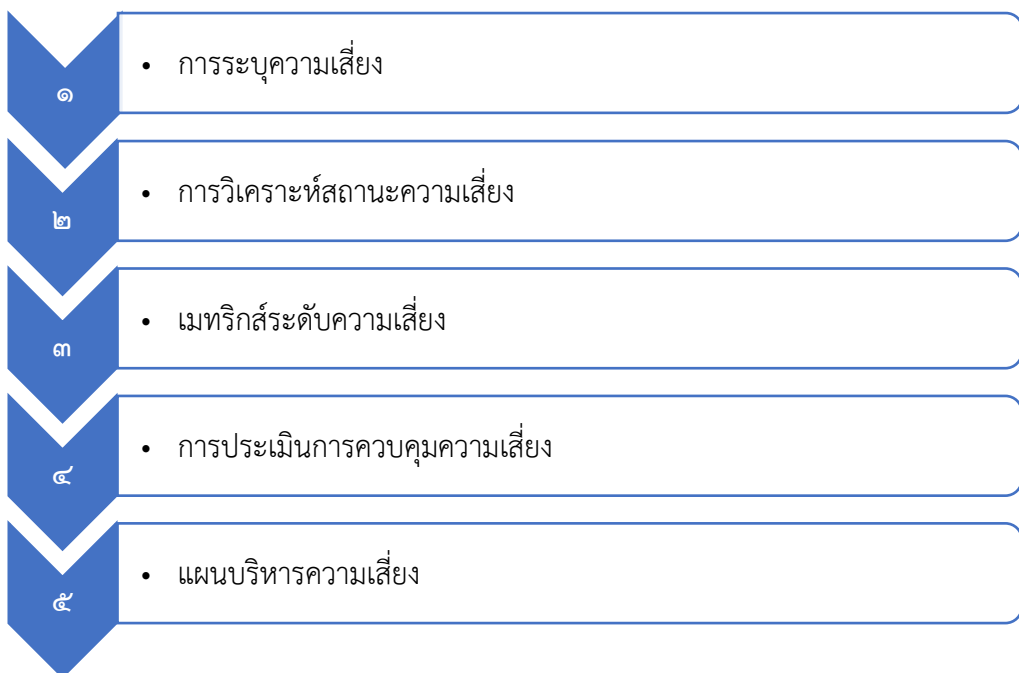 ๑
• การระบุความเสี่ยง
๒
• การวิเคราะห์สถานะความเสี่ยง
๓
• เมทริกส์ระดับความเสี่ยง
๔
• การประเมินการควบคุมความเสี่ยง
๕
• แผนบริหารความเสี่ยง